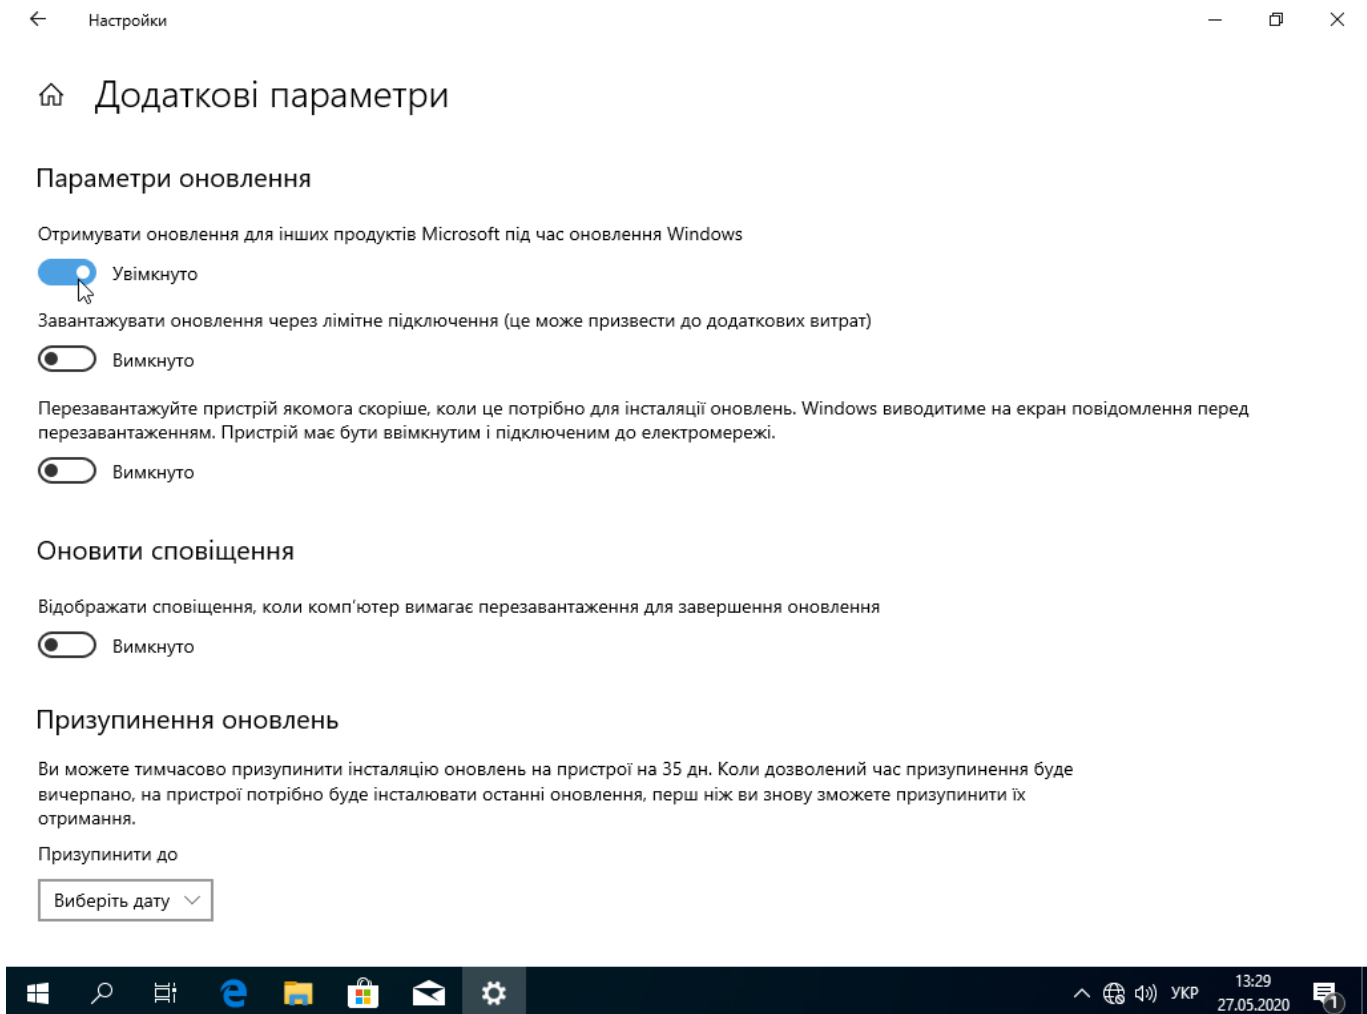 Настройки
Додаткові параметри
Параметри оновлення
Отримувати оновлення для інших продуктів Microsoft під час оновлення Windows
Увімкнуто
Завантажувати оновлення через лімітне підключення (це може призвести до додаткових витрат)
Вимкнуто
Перезавантажуйте пристрій якомога скоріше, коли це потрібно для інсталяції оновлень. Windows виводитиме на екран повідомлення перед
перезавантаженням. Пристрій має бути ввімкнутим і підключеним до електромережі.
Вимкнуто
Оновити сповіщення
Відображати сповіщення, коли комп'ютер вимагає перезавантаження для завершення оновлення
Вимкнуто
Призупинення оновлень
Ви можете тимчасово призупинити інсталяцію оновлень на пристрої на 35 дн. Коли дозволений час призупинення буде
вичерпано, на пристрої потрібно буде інсталювати останні оновлення, перш ніж ви знову зможете призупинити їх
отримання.
Призупинити до
Виберіть дату
УКР
13:29
27.05.2020
1